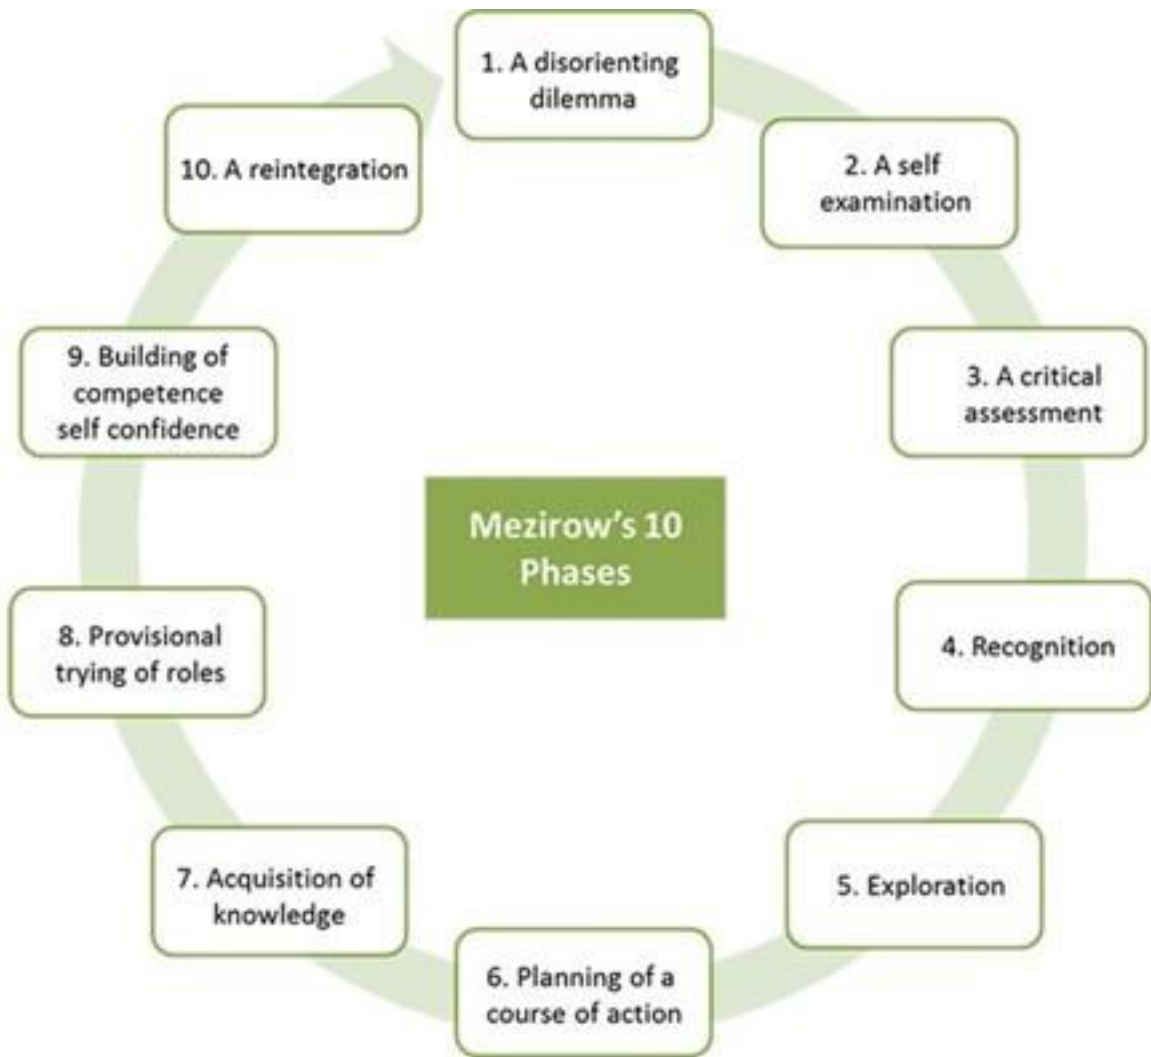 1. A disorienting
dilemma
2. A self
examination
3. A critical
assessment
4. Recognition
5. Exploration
6. Planning of a
course of action
7. Acquisition of
knowledge
8. Provisional
trying of roles
9. Building of
competence
self confidence
10. A reintegration
Mezirow’s 10
Phases